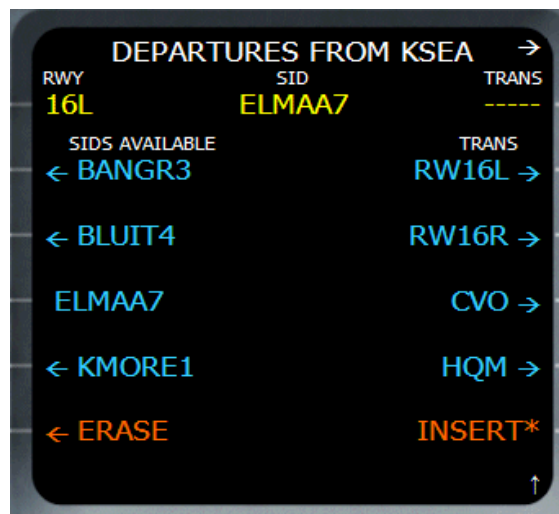 DEPARTURES FROM KSEA →
RWY SID TRANS
16L ELMAA7 -----
SIDS AVAILABLE TRANS
← BANGR3 RW16L →
← BLUIT4 RW16R →
ELMAA7 CVO →
← KMORE1 HQM →
← ERASE INSERT*
↑